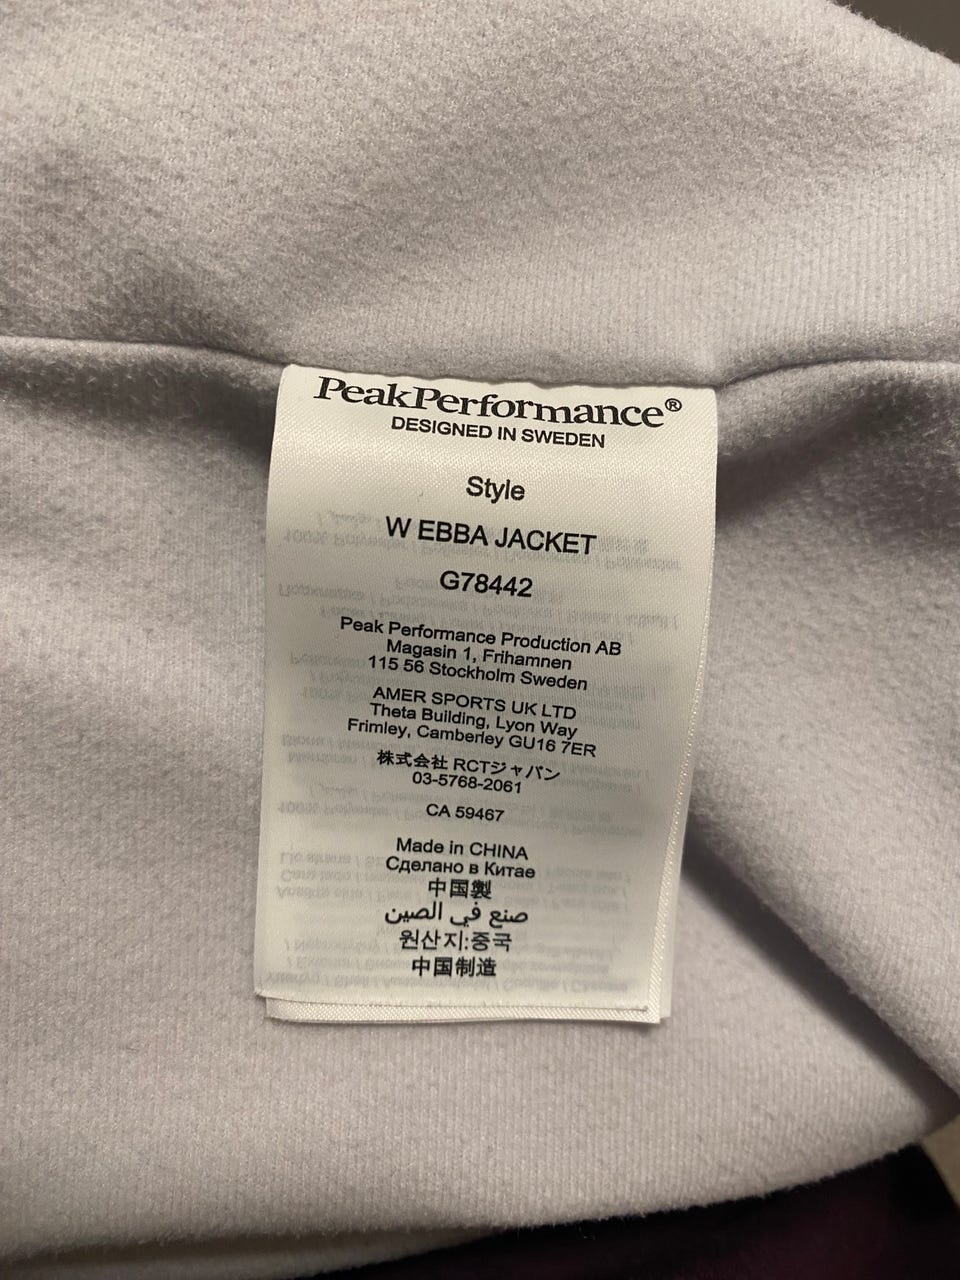 PeakPerformance®
DESIGNED IN SWEDEN
Style
W EBBA JACKET
G78442
Peak Performance Production AB
Magasin 1, Frihamnen
115 56 Stockholm Sweden
AMER SPORTS UK LTD
Theta Building, Lyon Way
Frimley, Camberley GU16 7ER
株式会社 RCTジャパン
03-5768-2061
CA 59467
Made in CHINA
Сделано в Китае
中国製
صنع في الصين
원산지:중국
中国制造